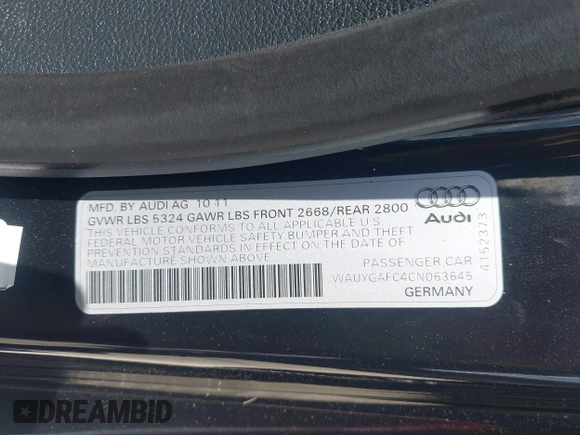 MFD. BY AUDI AG 10-11
GVWR LBS 5324 GAWR LBS FRONT 2668/REAR 2800
THIS VEHICLE CONFORMS TO ALL APPLICABLE U.S.
FEDERAL MOTOR VEHICLE SAFETY BUMPER AND THEFT
PREVENTION STANDARDS IN EFFECT ON THE DATE OF
MANUFACTURE SHOWN ABOVE
PASSENGER CAR
WAUYGAFC4CN063645
GERMANY
Audi
4152373
DREAMBID